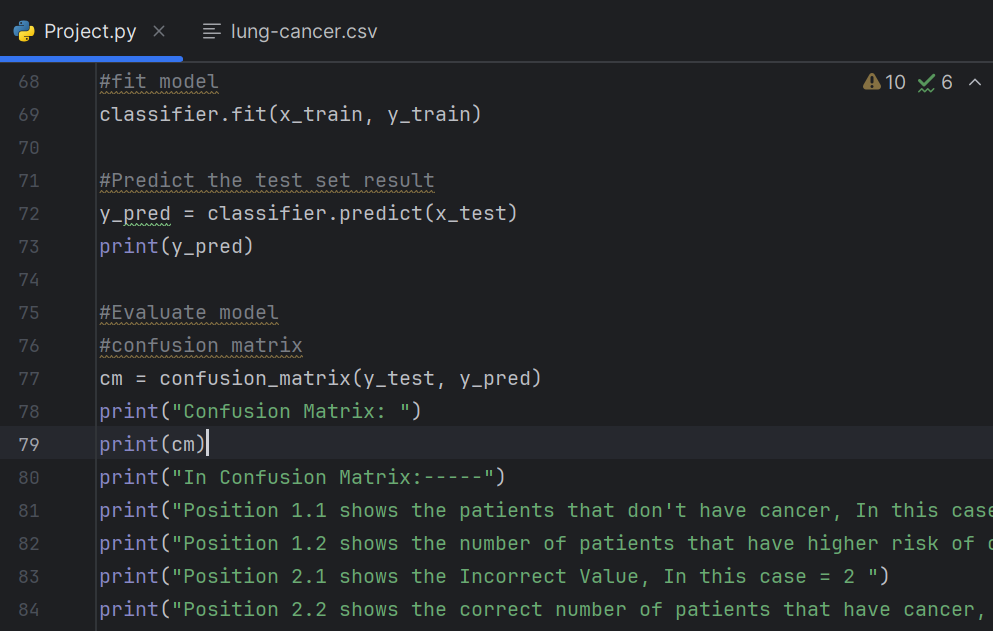 Project.py
lung-cancer.csv
10 6
68 #fit model
69 classifier.fit(x_train, y_train)
70
71 #Predict the test set result
72 y_pred = classifier.predict(x_test)
73 print(y_pred)
74
75 #Evaluate model
76 #confusion matrix
77 cm = confusion_matrix(y_test, y_pred)
78 print("Confusion Matrix: ")
79 print(cm)
80 print("In Confusion Matrix:-----")
81 print("Position 1.1 shows the patients that don't have cancer, In this case
82 print("Position 1.2 shows the number of patients that have higher risk of
83 print("Position 2.1 shows the Incorrect Value, In this case = 2 ")
84 print("Position 2.2 shows the correct number of patients that have cancer,